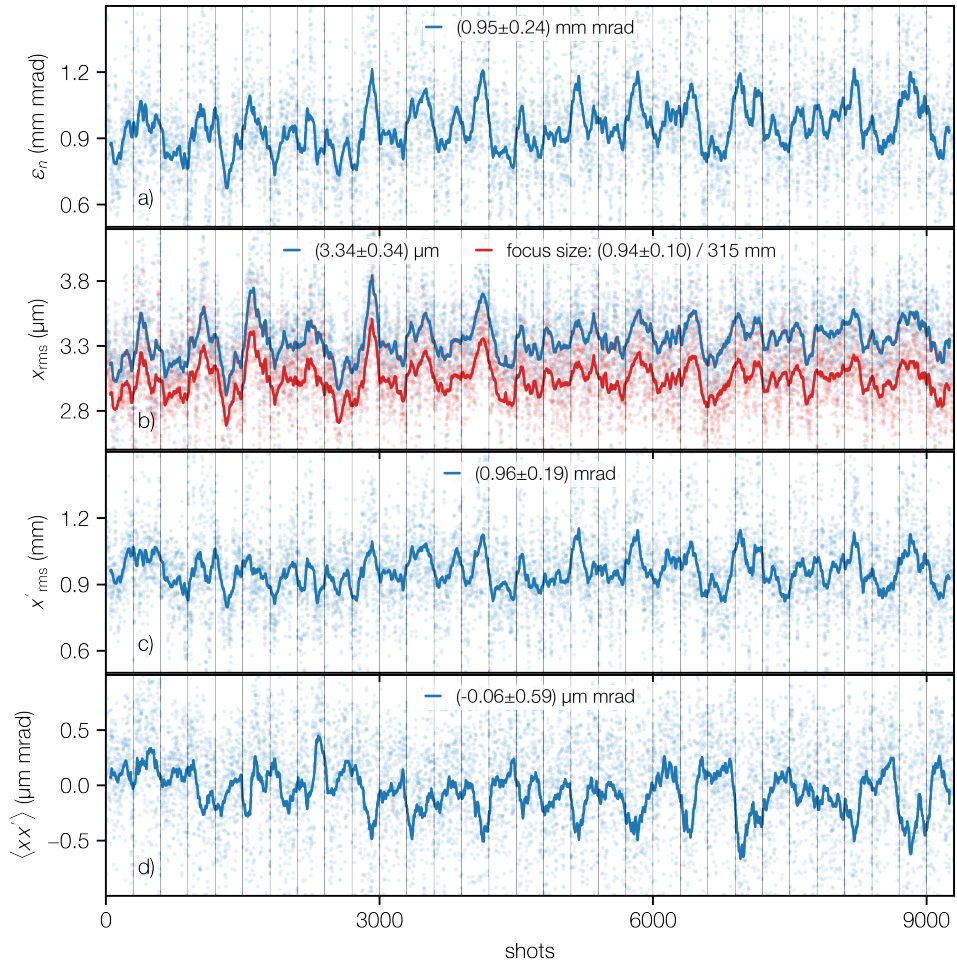 (0.95±0.24) mm mrad
1.2
0.9
0.6
εn (mm mrad)
a)
(3.34±0.34) µm
focus size: (0.94±0.10) / 315 mm
3.8
3.3
2.8
xrms (µm)
b)
(0.96±0.19) mrad
1.2
0.9
0.6
x′rms (mm)
c)
(-0.06±0.59) µm mrad
0.5
0.0
−0.5
⟨xx′⟩ (µm mrad)
d)
0 3000 6000 9000
shots